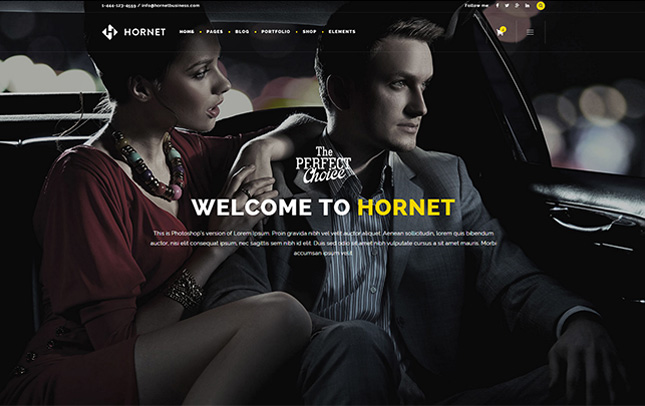 1-444-123-4559 / info@hornetbusiness.com
Follow me:
HORNET
HOME PAGES BLOG PORTFOLIO SHOP ELEMENTS
The
PERFECT
Choice
WELCOME TO HORNET
This is Photoshop's version of Lorem Ipsum. Proin gravida nibh vel velit auctor aliquet. Aenean sollicitudin, lorem quis bibendum
auctor, nisi elit consequat ipsum, nec sagittis sem nibh id elit. Duis sed odio sit amet nibh vulputate cursus a sit amet mauris. Morbi
accumsan ipsum velit